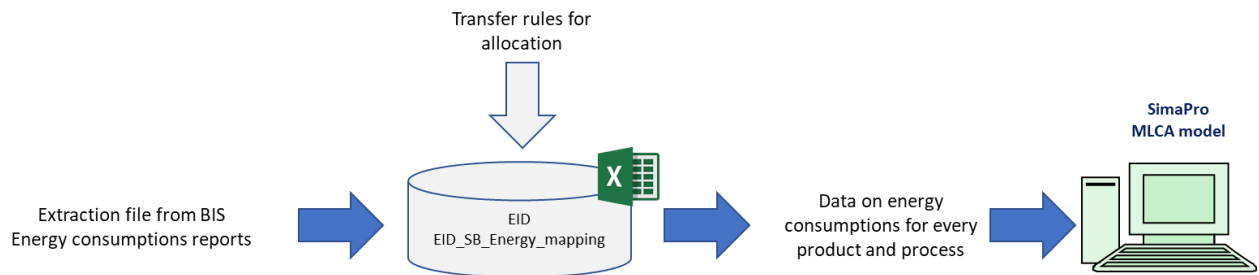 Transfer rules for
allocation
SimaPro
MLCA model
X
Extraction file from BIS
Energy consumptions reports
EID
EID_SB_Energy_mapping
Data on energy
consumptions for every
product and process